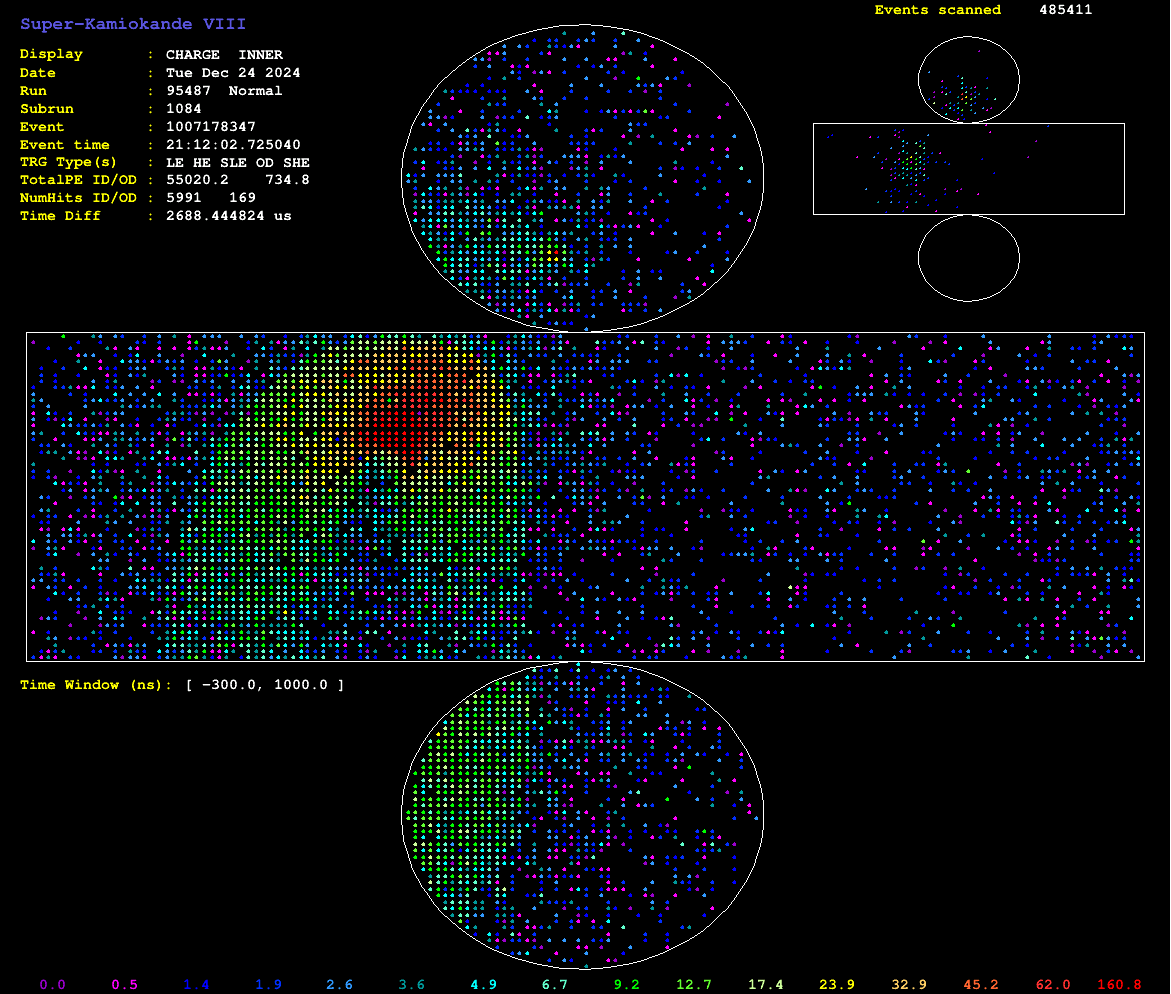 Super-Kamiokande VIII
Events scanned 485411
Display : CHARGE INNER
Date : Tue Dec 24 2024
Run : 95487 Normal
Subrun : 1084
Event : 1007178347
Event time : 21:12:02.725040
TRG Type(s) : LE HE SLE OD SHE
TotalPE ID/OD : 55020.2 734.8
NumHits ID/OD : 5991 169
Time Diff : 2688.444824 us
Time Window (ns): [ −300.0, 1000.0 ]
0.0 0.5 1.4 1.9 2.6 3.6 4.9 6.7 9.2 12.7 17.4 23.9 32.9 45.2 62.0 160.8